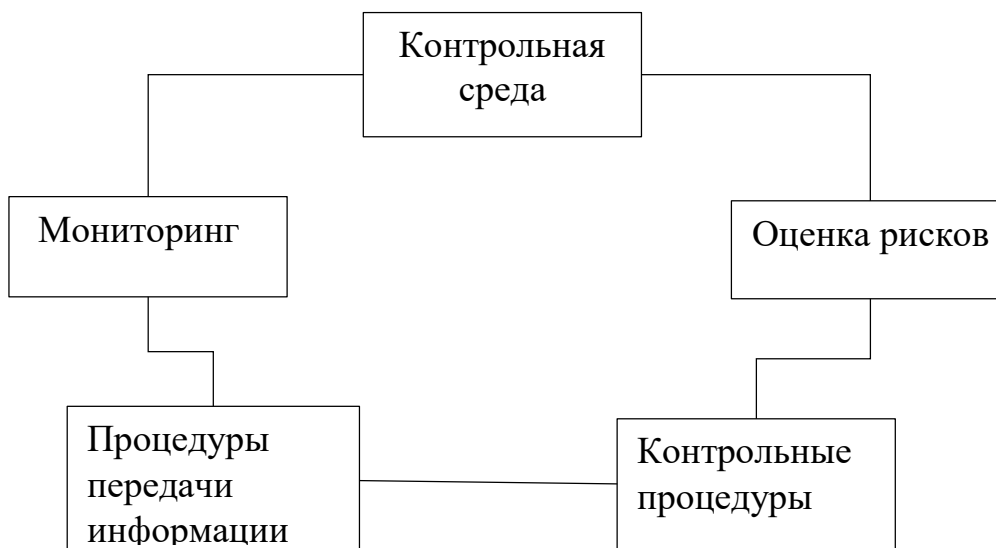 Контрольная
среда
Мониторинг
Оценка рисков
Процедуры
передачи
информации
Контрольные
процедуры